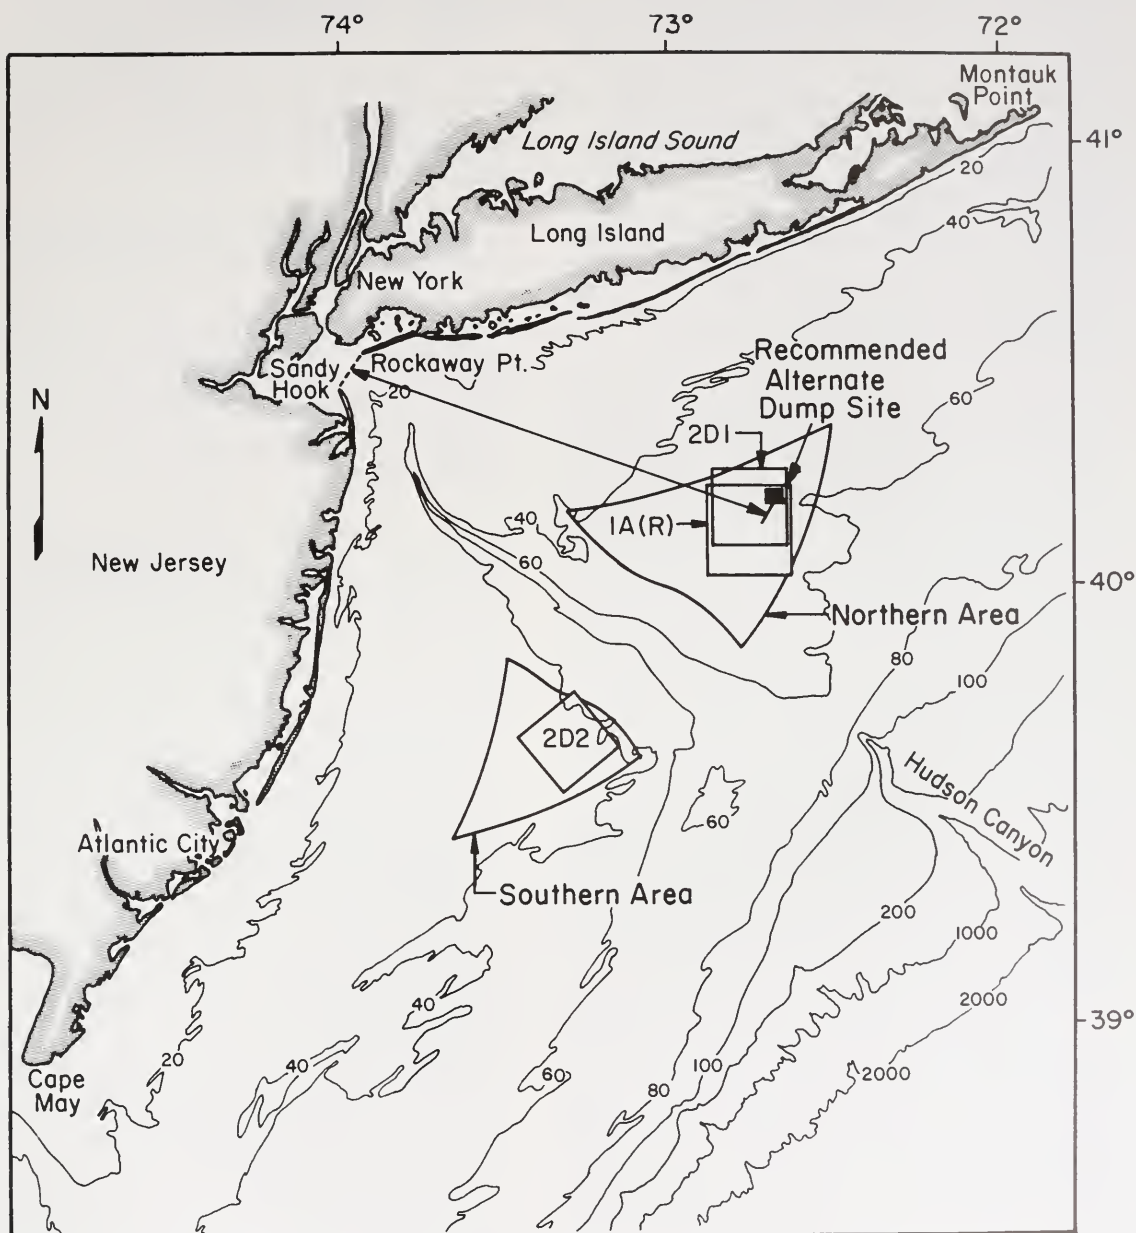 74° 73° 72°
Montauk
Point
Long Island Sound
41°
20
Long Island
40
New York
Recommended
Alternate
Dump Site
Sandy
Hook
Rockaway Pt.
20
60
N
2D1
40
1A(R)
60
New Jersey
40°
Northern Area
80
100
2D2
Hudson Canyon
60
Atlantic City
Southern Area
200
1000
2000
40
39°
20
40
60
80
100
2000
Cape
May